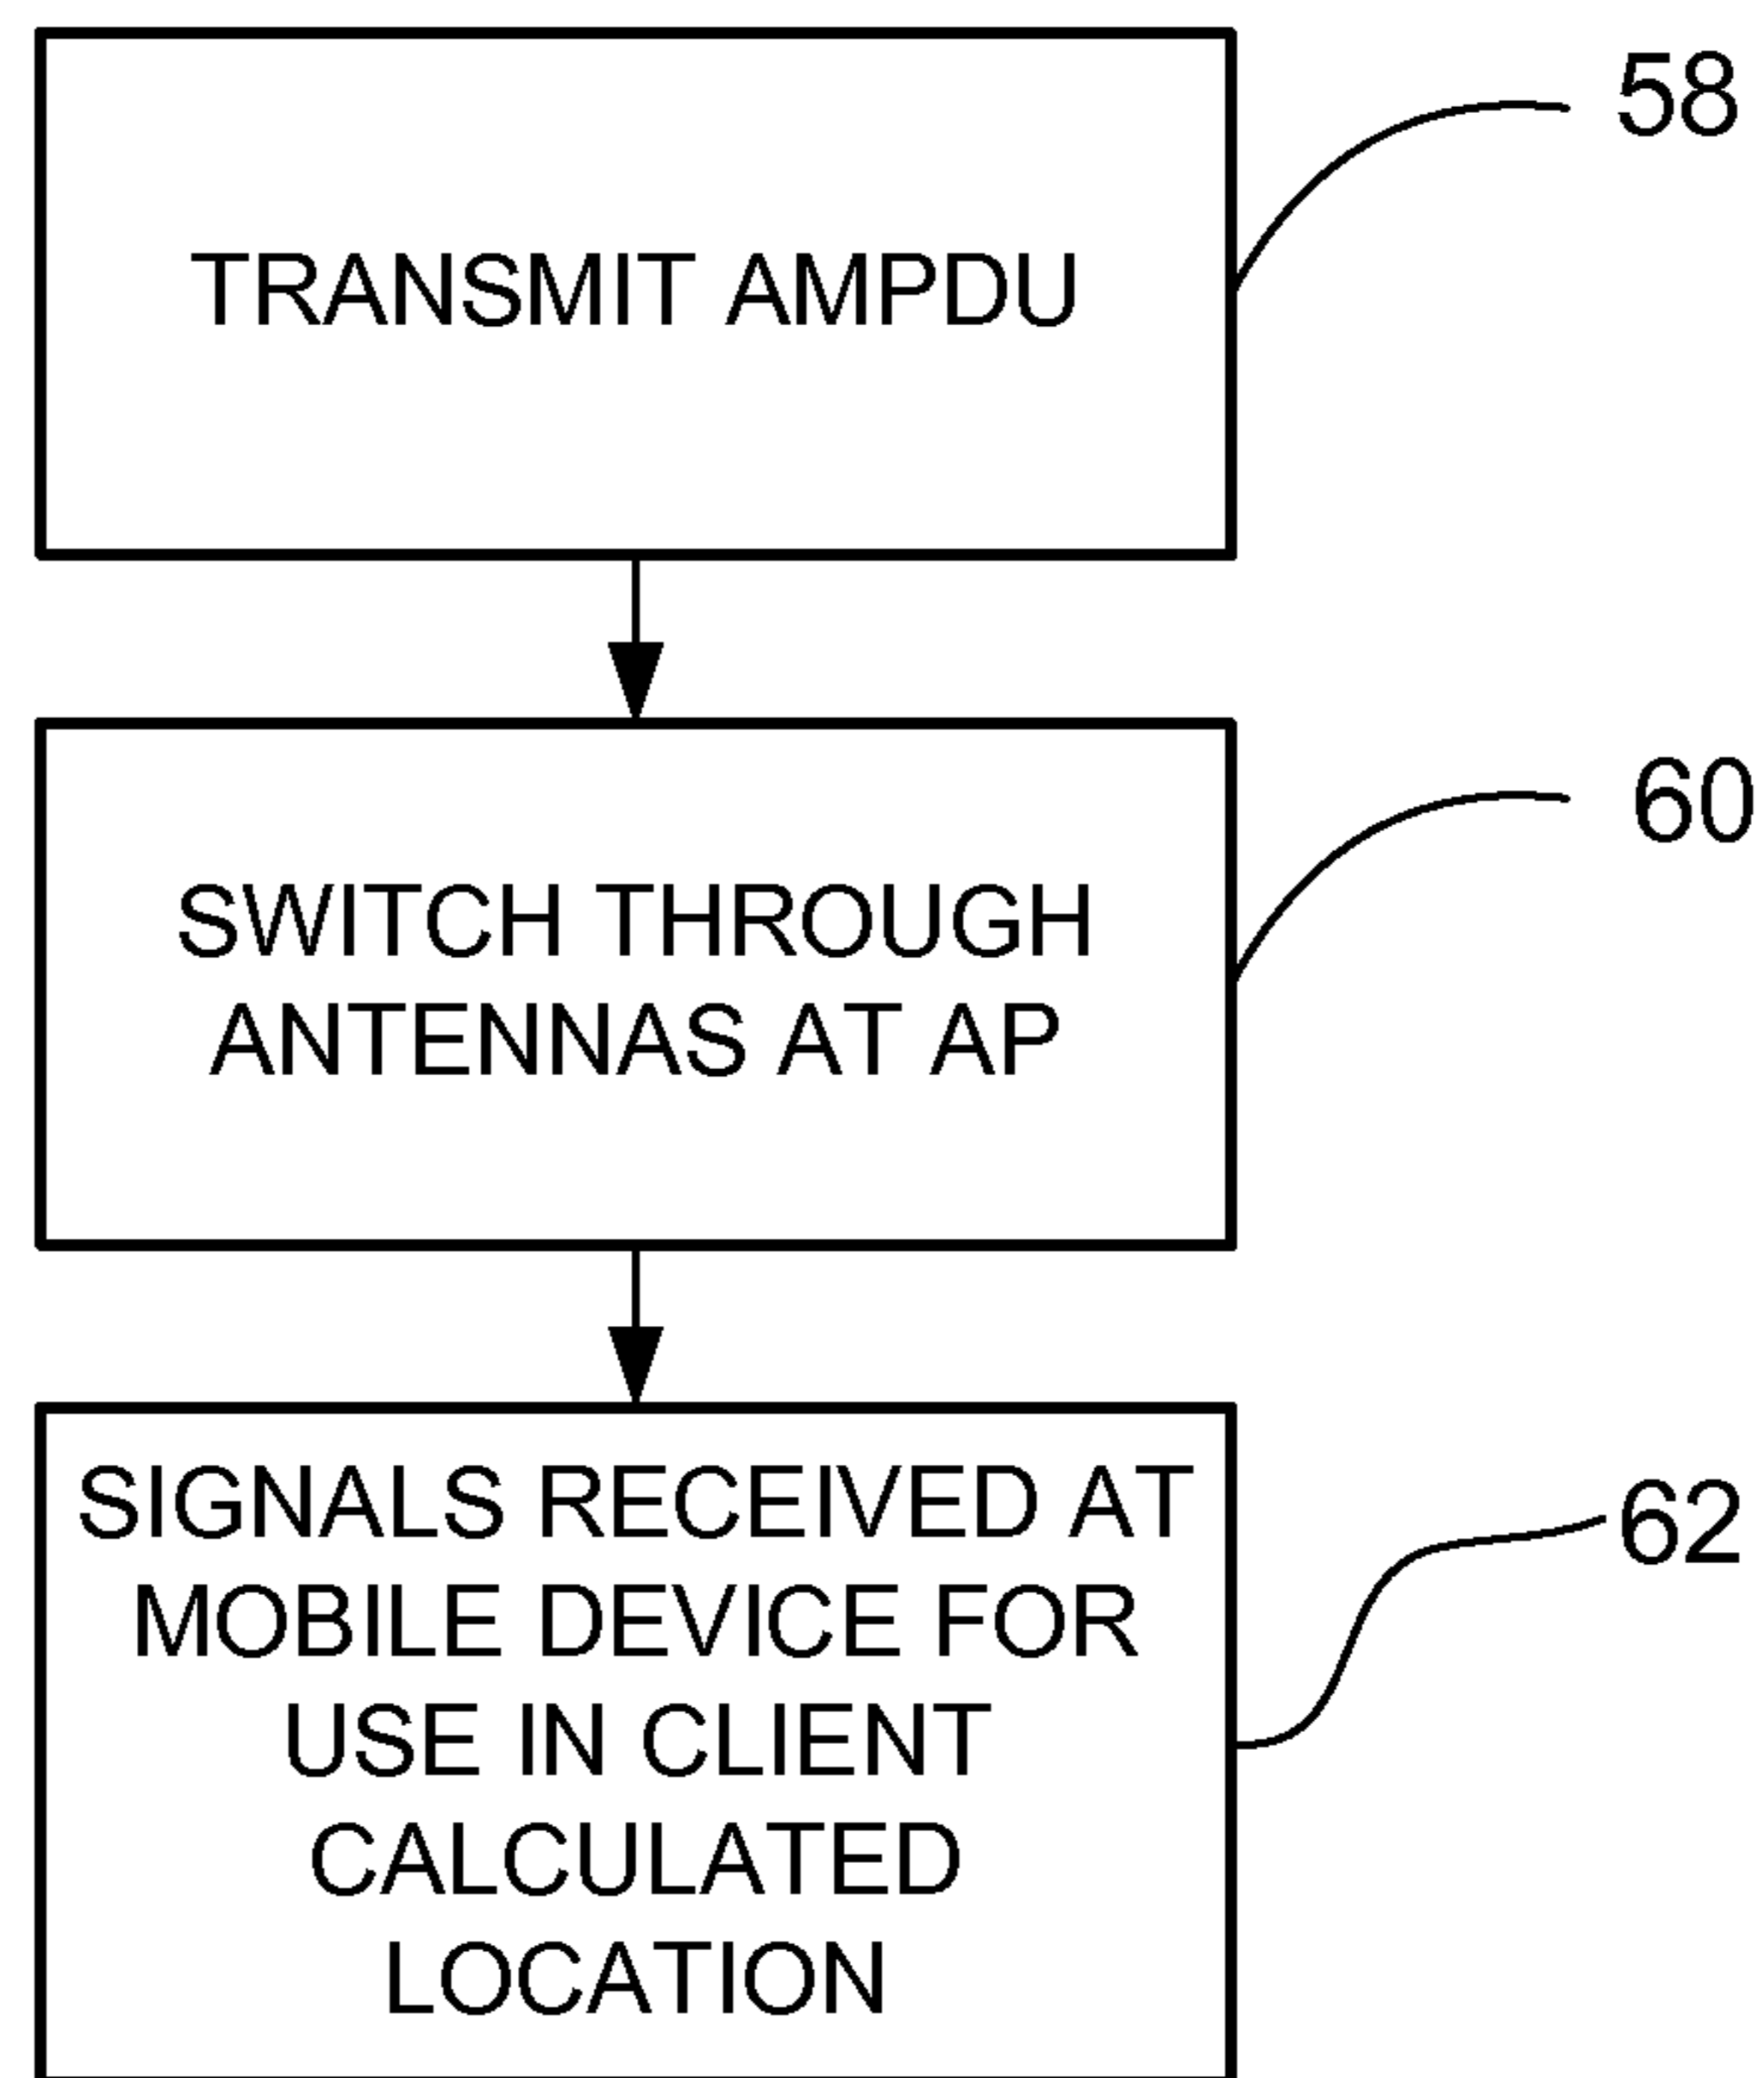 TRANSMIT AMPDU
58
SWITCH THROUGH
ANTENNAS AT AP
60
SIGNALS RECEIVED AT
MOBILE DEVICE FOR
USE IN CLIENT
CALCULATED
LOCATION
62